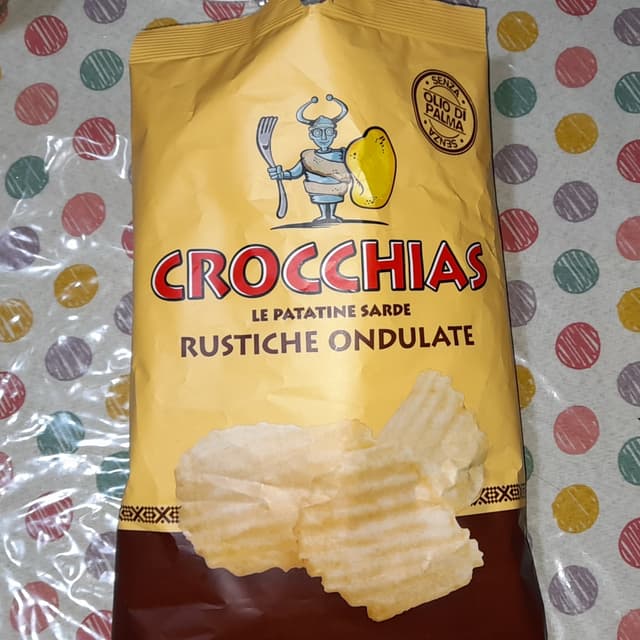 SENZA
OLIO DI
PALMA
SENZA
CROCCHIAS
LE PATATINE SARDE
RUSTICHE ONDULATE